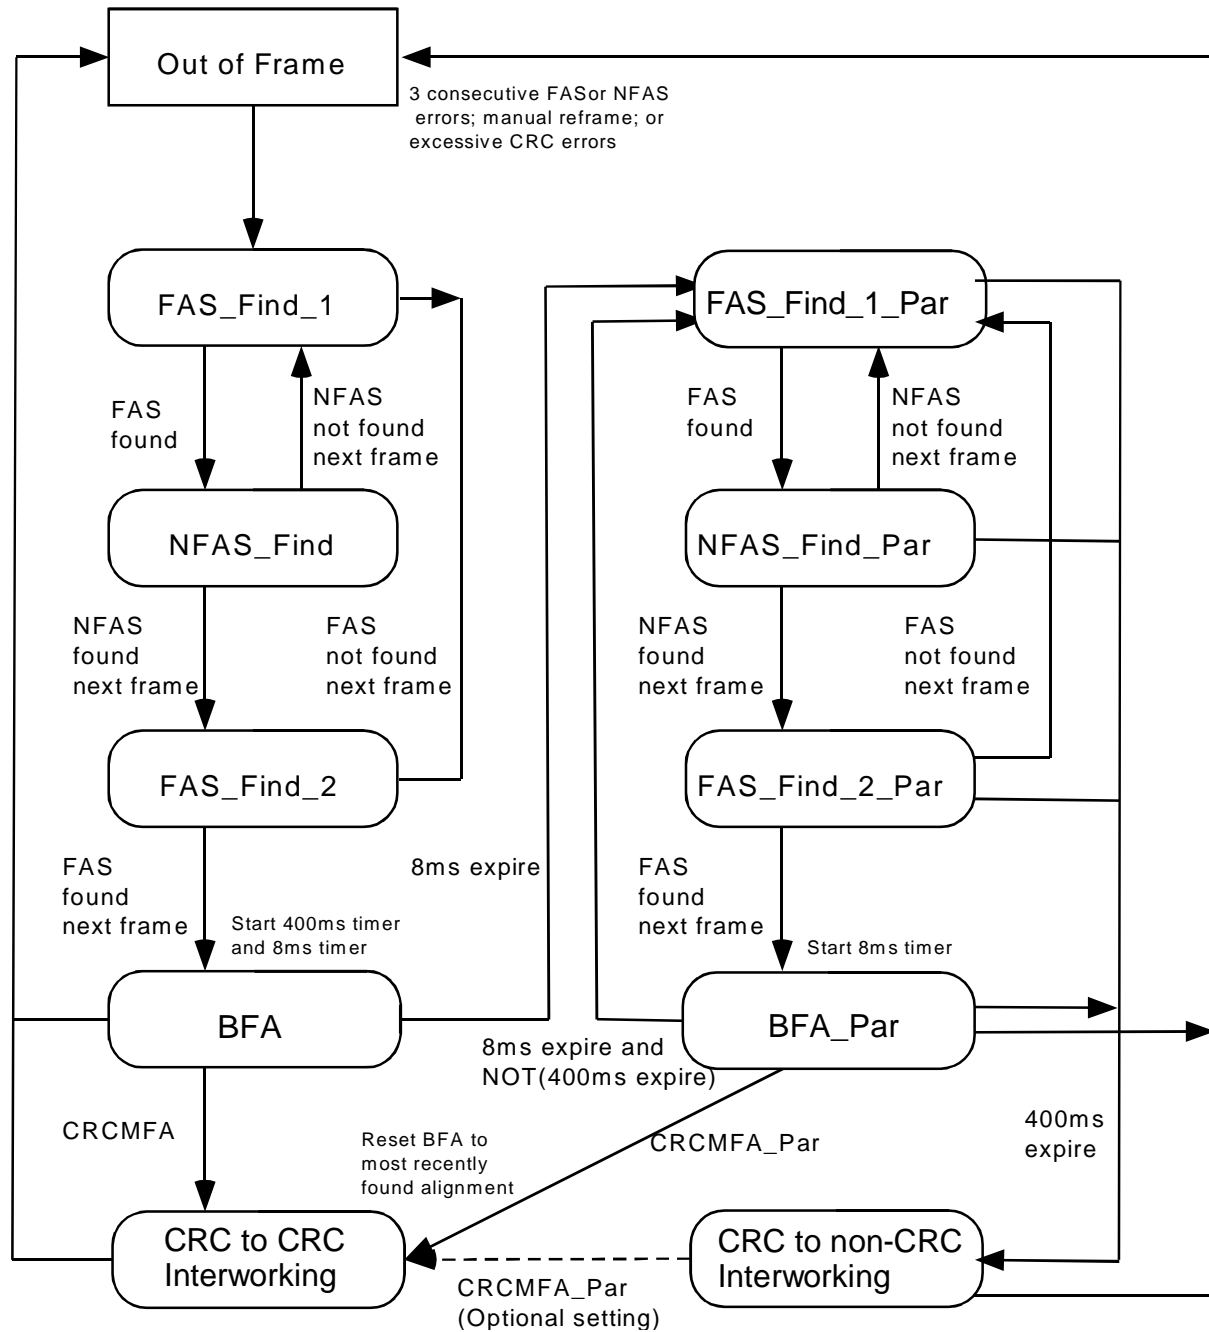 Out of Frame
3 consecutive FASor NFAS
errors; manual reframe; or
excessive CRC errors
FAS_Find_1
FAS_Find_1_Par
FAS
found
NFAS
not found
next frame
FAS
found
NFAS
not found
next frame
NFAS_Find
NFAS_Find_Par
NFAS
found
next frame
FAS
not found
next frame
NFAS
found
next frame
FAS
not found
next frame
FAS_Find_2
FAS_Find_2_Par
FAS
found
next frame
8ms expire
FAS
found
next frame
Start 400ms timer
and 8ms timer
Start 8ms timer
BFA
BFA_Par
8ms expire and
NOT(400ms expire)
CRCMFA
Reset BFA to
most recently
found alignment
CRCMFA_Par
400ms
expire
CRC to CRC
Interworking
CRC to non-CRC
Interworking
CRCMFA_Par
(Optional setting)